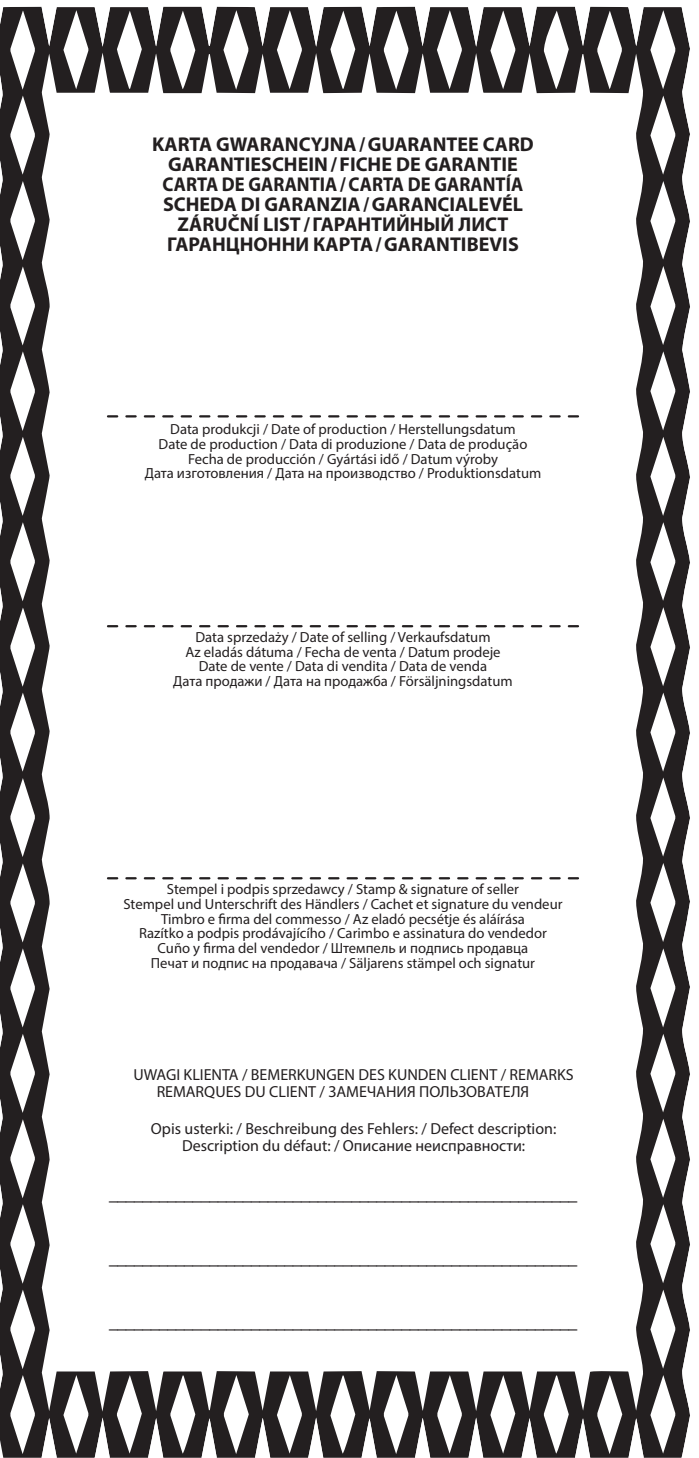 KARTA GWARANCYJNA / GUARANTEE CARD
GARANTIESCHEIN / FICHE DE GARANTIE
CARTA DE GARANTIA / CARTA DE GARANTÍA
SCHEDA DI GARANZIA / GARANCIALEVÉL
ZÁRUČNÍ LIST / ГАРАНТИЙНЫЙ ЛИСТ
ГАРАНЦНОННИ КАРТА / GARANTIBEVIS
Data produkcji / Date of production / Herstellungsdatum
Date de production / Data di produzione / Data de produção
Fecha de producción / Gyártási idő / Datum výroby
Дата изготовления / Дата на производство / Produktionsdatum
Data sprzedaży / Date of selling / Verkaufsdatum
Az eladás dátuma / Fecha de venta / Datum prodeje
Date de vente / Data di vendita / Data de venda
Дата продажи / Дата на продажба / Försäljningsdatum
Stempel i podpis sprzedawcy / Stamp & signature of seller
Stempel und Unterschrift des Händlers / Cachet et signature du vendeur
Timbro e firma del commesso / Az eladó pecsétje és aláírása
Razítko a podpis prodávajícího / Carimbo e assinatura do vendedor
Cuño y firma del vendedor / Штемпель и подпись продавца
Печат и подпис на продавача / Säljarens stämpel och signatur
UWAGI KLIENTA / BEMERKUNGEN DES KUNDEN CLIENT / REMARKS
REMARQUES DU CLIENT / ЗАМЕЧАНИЯ ПОЛЬЗОВАТЕЛЯ
Opis usterki: / Beschreibung des Fehlers: / Defect description:
Description du défaut: / Описание неисправности: